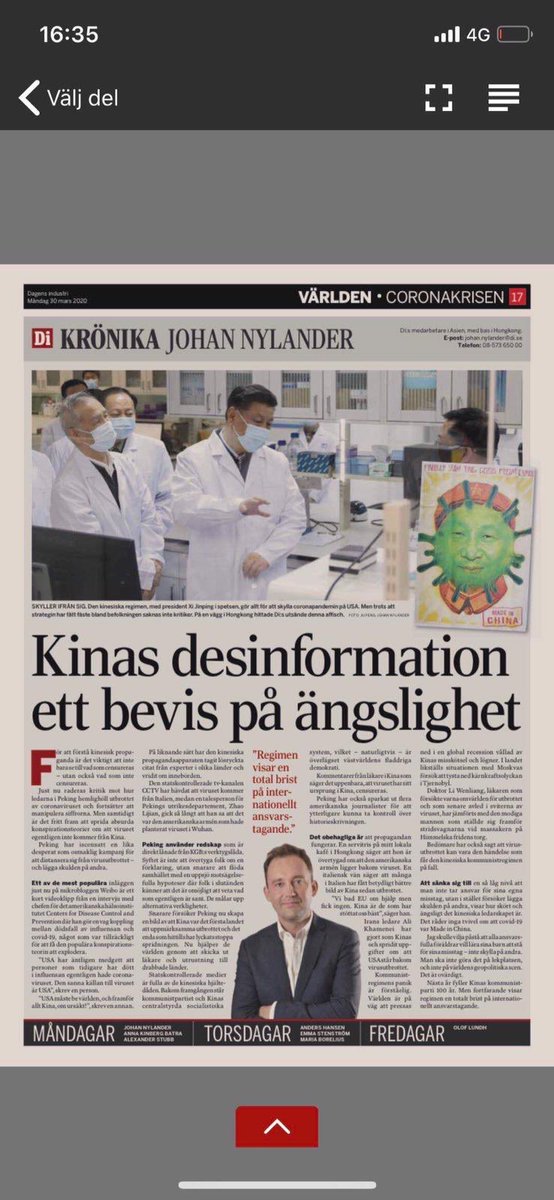 16:35
4G
Välj del
Dagens industri
Måndag 30 mars 2020
VÄRLDEN • CORONAKRISEN 17
Di KRÖNIKA JOHAN NYLANDER
Di:s medarbetare i Asien, med bas i Hongkong.
E-post: johan.nylander@di.se
Telefon: 08-573 650 00
MADE IN
CHINA
SKYLLER IFRÅN SIG. Den kinesiska regimen, med president Xi Jinping i spetsen, gör allt för att skylla coronapandemin på USA. Men trots att
strategin har fått fäste bland befolkningen saknas inte kritiker. På en vägg i Hongkong hittade Di:s utsände denna affisch.
Kinas desinformation
ett bevis på ängslighet
För att förstå kinesisk propa-
ganda är det viktigt att inte
bara se till vad som censureras
– utan också vad som inte
censureras.
Just nu raderas kritik mot hur
ledarna i Peking hemlighöll utbrottet
av coronaviruset och fortsätter att
manipulera siffrorna. Men samtidigt
är det fritt fram att sprida absurda
konspirationsteorier om att viruset
egentligen inte kommer från Kina.
Peking har iscensatt en lika
desperat som osmaklig kampanj för
att distansera sig från virusutbrottet –
och lägga skulden på andra.
Ett av de mest populära inläggen
just nu på mikrobloggen Weibo är ett
kort videoklipp från en intervju med
chefen för det amerikanska hälsoinsti-
tutet Centers for Disease Control and
Prevention där han gör en vag koppling
mellan dödsfall av influensan och
covid-19, något som var tillräckligt
för att få den populära konspirations-
teorin att explodera.
"USA har äntligen medgett att
personer som tidigare har dött
i influensan egentligen hade corona-
viruset. Den sanna källan till viruset
är USA", skrev en person.
"USA måste be världen, och framför
allt Kina, om ursäkt!", skrev en annan.
På liknande sätt har den kinesiska
propagandaapparaten tagit lösryckta
citat från experter i olika länder och
vridit om innebörden.
Den statskontrollerade tv-kanalen
CCTV har hävdat att viruset kommer
från Italien, medan en talesperson för
Pekings utrikesdepartement, Zhao
Lijian, gick så långt att han sa att det
var den amerikanska armén som hade
planterat viruset i Wuhan.
Peking använder redskap som är
direkt lånade från KGB:s verktygslåda.
Syftet är inte att övertyga folk om en
förklaring, utan snarare att flöda
samhället med en uppsjö motsägelse-
fulla hypoteser där folk i slutänden
känner att det är omöjligt att veta vad
som egentligen är sant. De målar upp
alternativa verkligheter.
Snarare försöker Peking nu skapa
en bild av att Kina var det första landet
att uppmärksamma utbrottet och det
enda som hittills har lyckats stoppa
spridningen. Nu hjälper de
världen genom att skicka ut
läkare och utrustning till
drabbade länder.
Statskontrollerade medier
är fulla av de kinesiska hjälte-
dåden. Bakom framgången står
kommunistpartiet och Kinas
centralstyrda socialistiska
"Regimen
visar en
total brist
på inter-
nationellt
ansvars-
tagande."
system, vilket – naturligtvis – är
överlägset västvärldens fladdriga
demokrati.
Kommentarer från läkare i Kina som
säger det uppenbara, att viruset har sitt
ursprung i Kina, censureras.
Peking har också sparkat ut flera
amerikanska journalister för att
ytterligare kunna ta kontroll över
historieskrivningen.
Det obehagliga är att propagandan
fungerar. En servitris på mitt lokala
kafé i Hongkong säger att hon är
övertygad om att den amerikanska
armén ligger bakom viruset. En
italiensk vän säger att många
i Italien har fått betydligt bättre
bild av Kina sedan utbrottet.
"Vi bad EU om hjälp men
fick ingen. Kina är de som har
stöttat oss bäst", säger han.
Irans ledare Ali
Khamenei har
gjort som Kinas
och spridit upp-
gifter om att
USA står bakom
virusutbrottet.
Kommunist-
regimens panik
är förståelig.
Världen är på
väg att pressas
ned i en global recession vållad av
Kinas misskötsel och lögner. I landet
likställs situationen med Moskvas
försök att tysta ned kärnkraftsolyckan
i Tjernobyl.
Doktor Li Wenliang, läkaren som
försökte varna omvärlden för utbrottet
och som senare avled i sviterna av
viruset, har jämförts med den modiga
mannen som ställde sig framför
stridsvagnarna vid massakern på
Himmelska fridens torg.
Bedömare har också sagt att virus-
utbrottet kan vara den händelse som
får den kinesiska kommunistregimen
på fall.
Att sänka sig till en så låg nivå att
man inte tar ansvar för sina egna
misstag, utan i stället försöker lägga
skulden på andra, visar hur skört och
ängsligt det kinesiska ledarskapet är.
Det råder inga tvivel om att covid-19
var Made in China.
Jag skulle vilja påstå att alla ansvars-
fulla föräldrar vill lära sina barn att stå
för sina misstag – inte skylla på andra.
Man ska inte göra det på lekplatsen,
och inte på världens geopolitiska scen.
Det är ovärdigt.
Nästa år fyller Kinas kommunist-
parti 100 år. Men fortfarande visar
regimen en total brist på internatio-
nellt ansvarstagande.
MÅNDAGAR
JOHAN NYLANDER
ANNA KINBERG BATRA
ALEXANDER STUBB
TORSDAGAR
ANDERS HANSEN
EMMA STENSTRÖM
MARIA BORELIUS
FREDAGAR
OLOF LUNDH